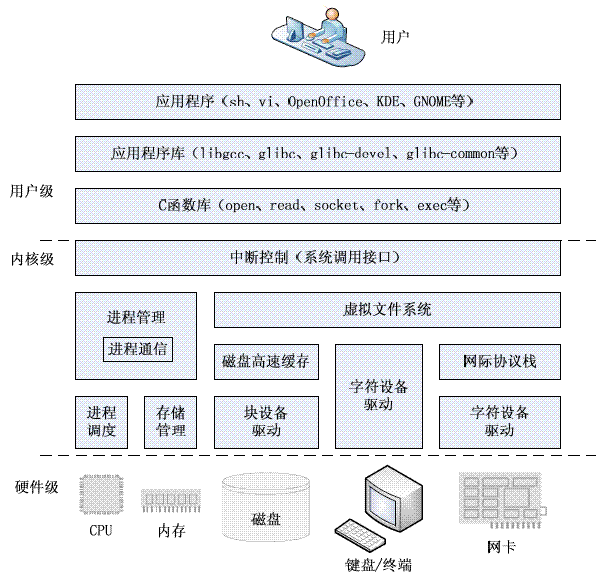 用户
应用程序（sh、vi、OpenOffice、KDE、GNOME等）
应用程序库（libgcc、glibc、glibc-devel、glibc-common等）
用户级
C函数库（open、read、socket、fork、exec等）
内核级
中断控制（系统调用接口）
进程管理
进程通信
虚拟文件系统
磁盘高速缓存
字符设备
驱动
网际协议栈
进程
调度
存储
管理
块设备
驱动
字符设备
驱动
硬件级
CPU
内存
磁盘
键盘/终端
网卡